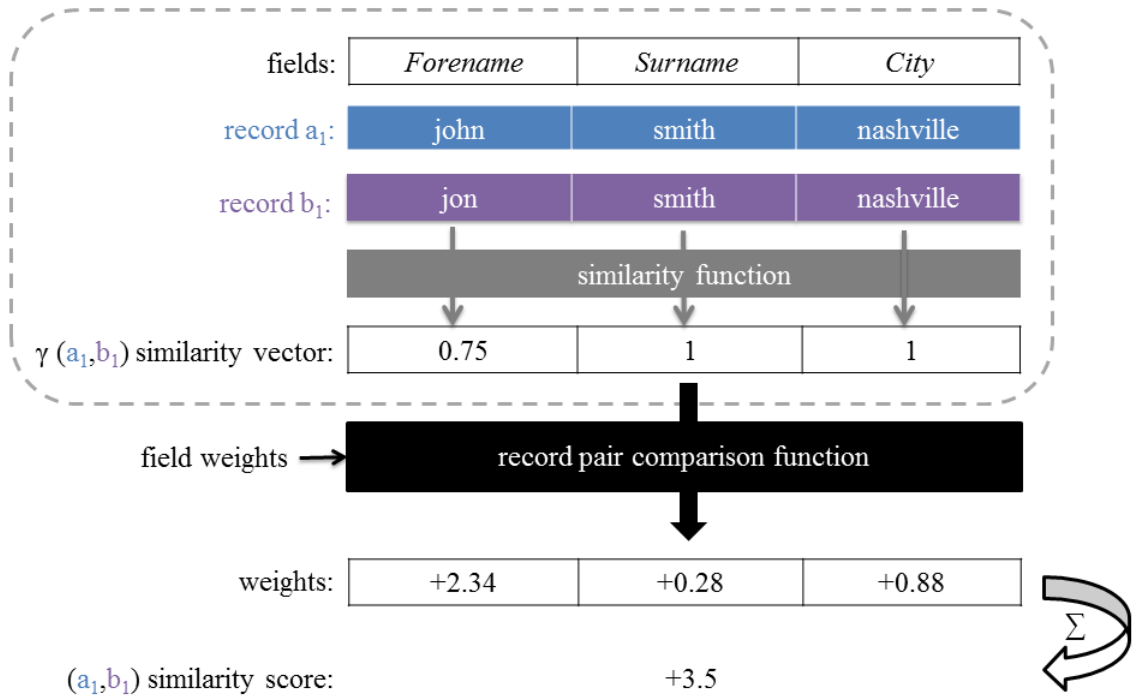 fields: Forename Surname City
record a1: john smith nashville
record b1: jon smith nashville
similarity function
γ (a1,b1) similarity vector: 0.75 1 1
field weights record pair comparison function
weights: +2.34 +0.28 +0.88
Σ
(a1,b1) similarity score: +3.5